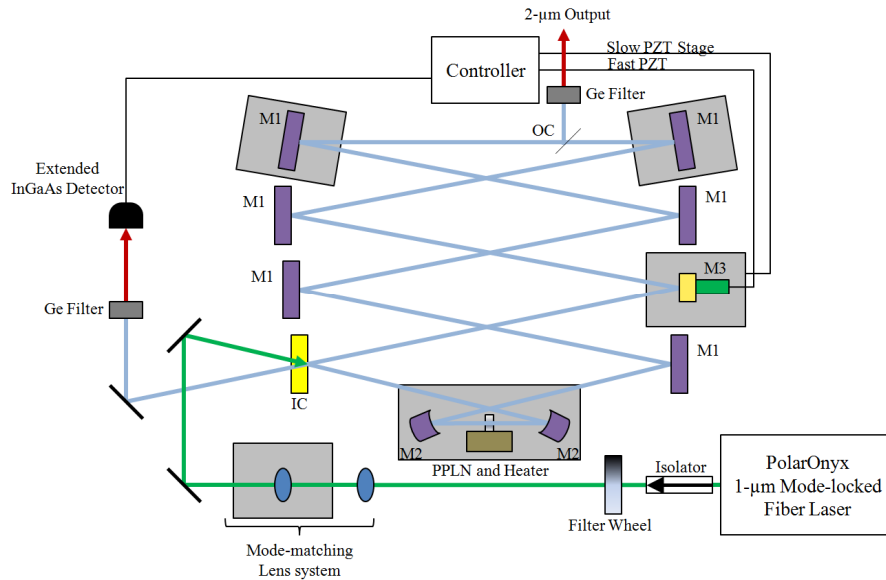 2-µm Output
Slow PZT Stage
Fast PZT
Controller
Ge Filter
M1
OC
M1
Extended
InGaAs Detector
M1
M1
M1
M3
Ge Filter
M1
IC
M2
M2
PPLN and Heater
Isolator
PolarOnyx
1-µm Mode-locked
Fiber Laser
Filter Wheel
Mode-matching
Lens system